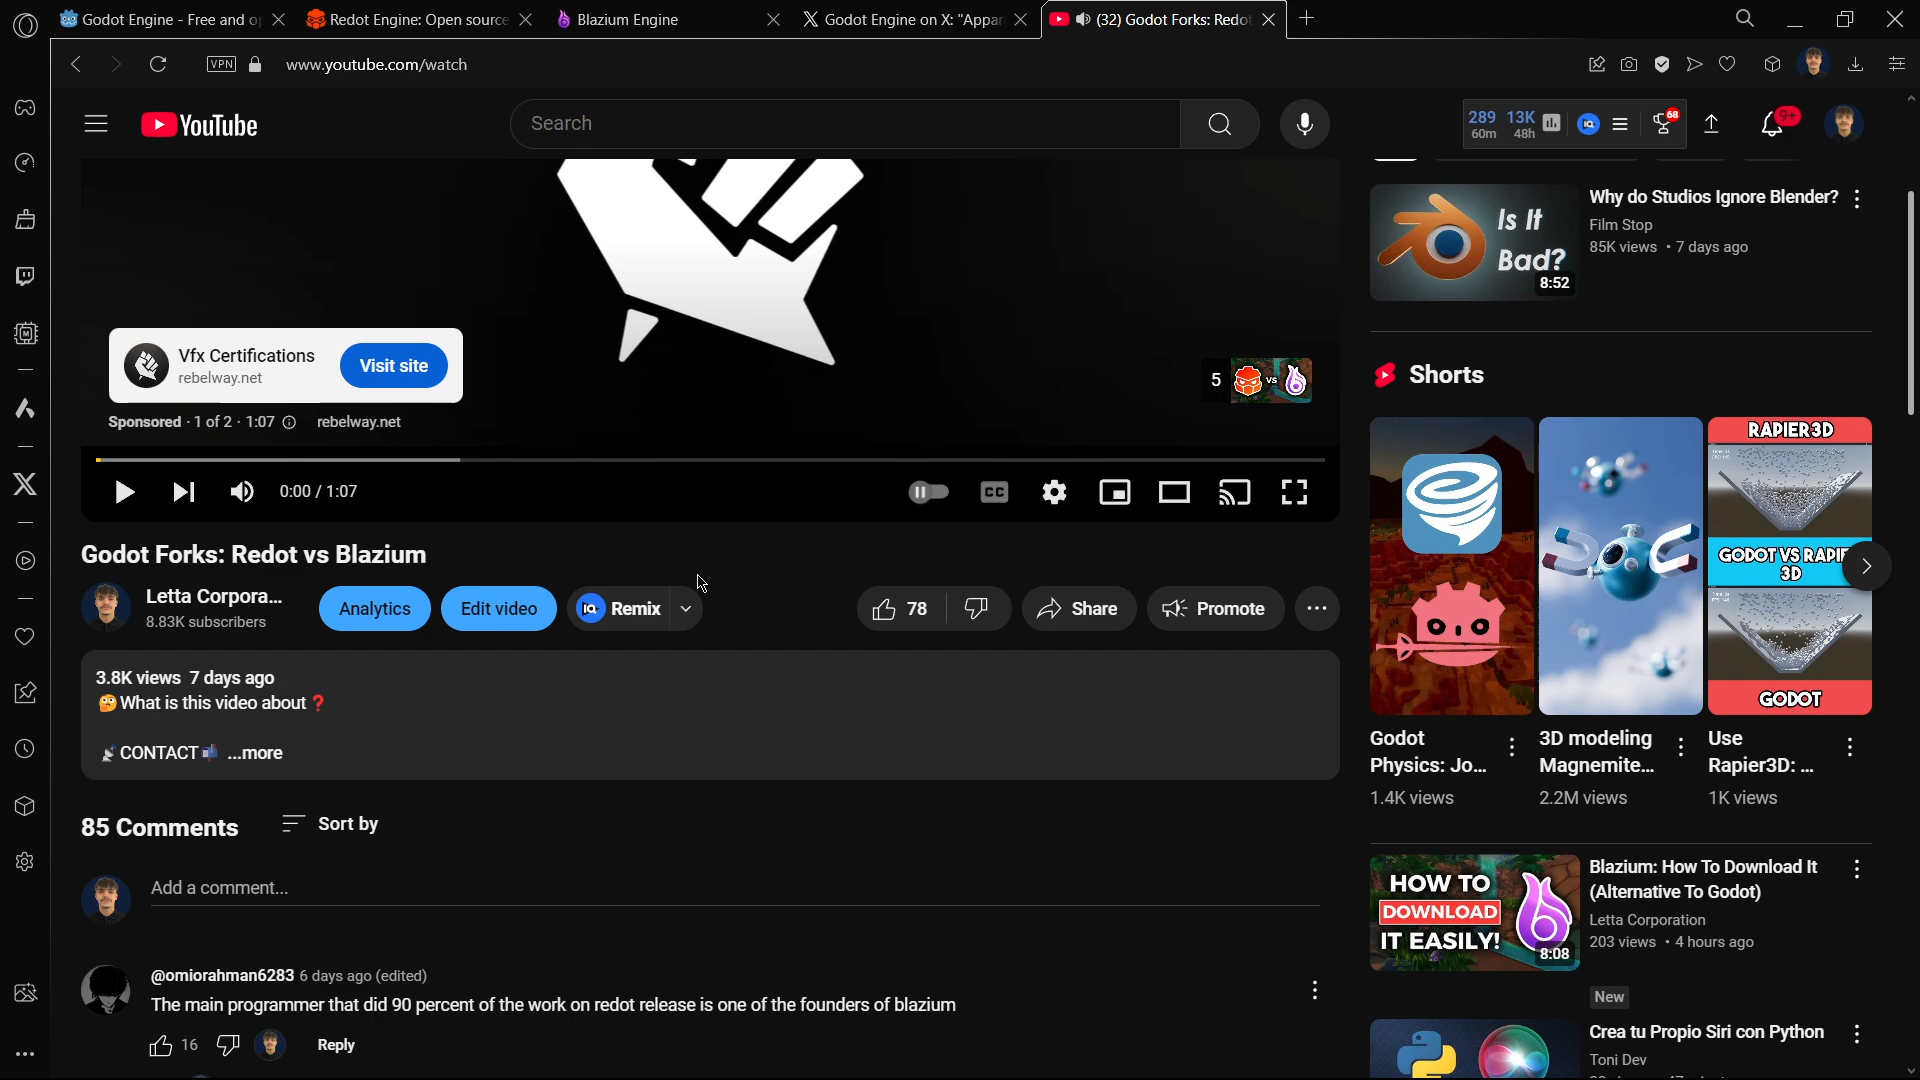 Godot Engine - Free and o
Redot Engine: Open source
Blazium Engine
Godot Engine on X: "Appar
(32) Godot Forks: Redot
VPN
www.youtube.com/watch
YouTube
Search
289 13K
60m 48h
IQ
68
9+
Why do Studios Ignore Blender?
Is It
Bad?
8:52
Film Stop
85K views • 7 days ago
Vfx Certifications
rebelway.net
Visit site
5
vs
Sponsored · 1 of 2 · 1:07
rebelway.net
Shorts
RAPIER3D
GODOT VS RAPIE
3D
GODOT
0:00 / 1:07
CC
Godot Forks: Redot vs Blazium
Letta Corpora...
8.83K subscribers
Analytics
Edit video
IQ
Remix
78
Share
Promote
3.8K views 7 days ago
🤔What is this video about❓
📡CONTACT📬 ...more
Godot
Physics: Jo...
1.4K views
3D modeling
Magnemite...
2.2M views
Use
Rapier3D: ...
1K views
85 Comments
Sort by
Add a comment...
@omiorahman6283 6 days ago (edited)
The main programmer that did 90 percent of the work on redot release is one of the founders of blazium
16
Reply
HOW TO
DOWNLOAD
IT EASILY!
8:08
Blazium: How To Download It
(Alternative To Godot)
Letta Corporation
203 views • 4 hours ago
New
Crea tu Propio Siri con Python
Toni Dev